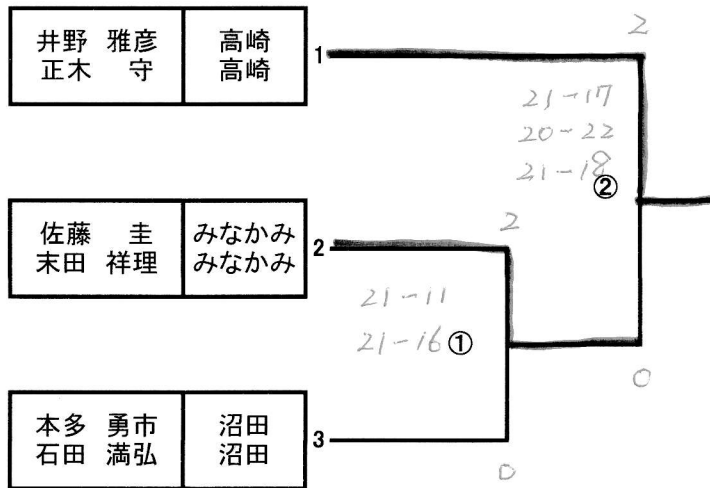 井野 雅彦 高崎
正木 守 高崎
1
2
21-17
20-22
21-18
②
佐藤 圭 みなかみ
末田 祥理 みなかみ
2
2
21-11
21-16 ①
0
本多 勇市 沼田
石田 満弘 沼田
3
0